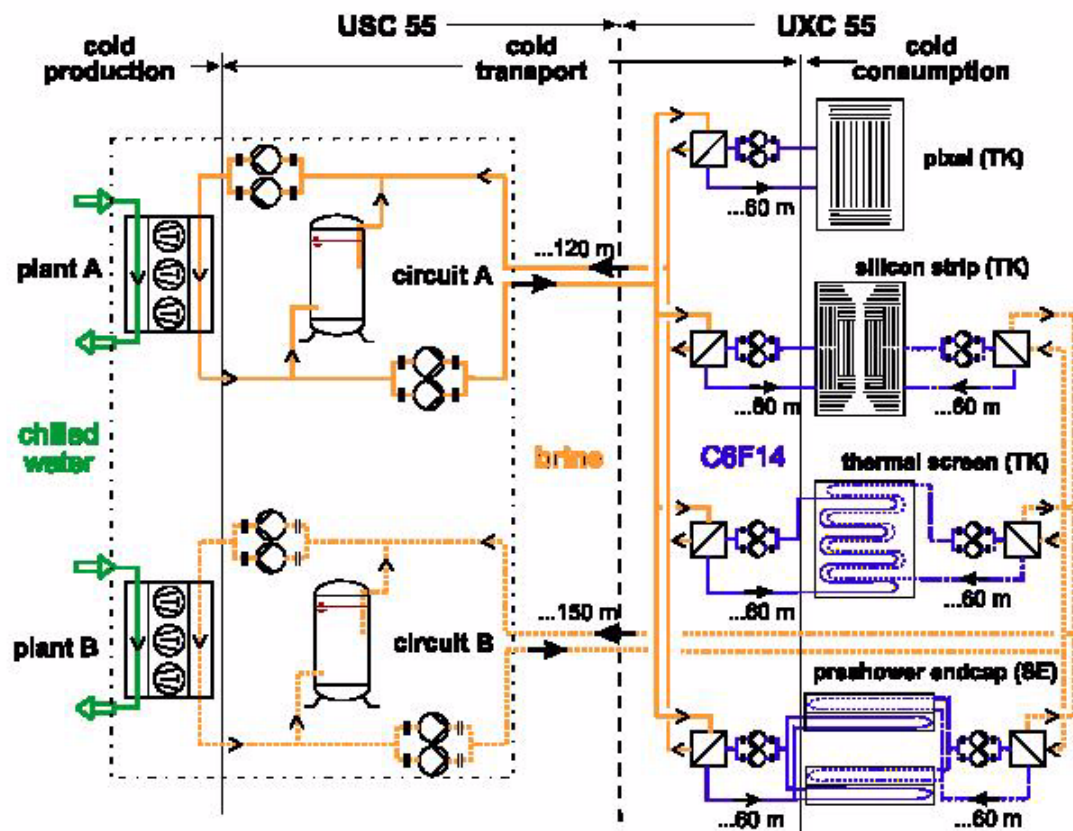 USC 55
UXC 55
cold
production
cold
transport
cold
consumption
pixel (TK)
...60 m
plant A
circuit A
...120 m
silicon strip (TK)
...60 m
...60 m
chilled
water
brine
C6F14
thermal screen (TK)
...60 m
...60 m
plant B
circuit B
...150 m
preshower endcap (SE)
...60 m
...60 m